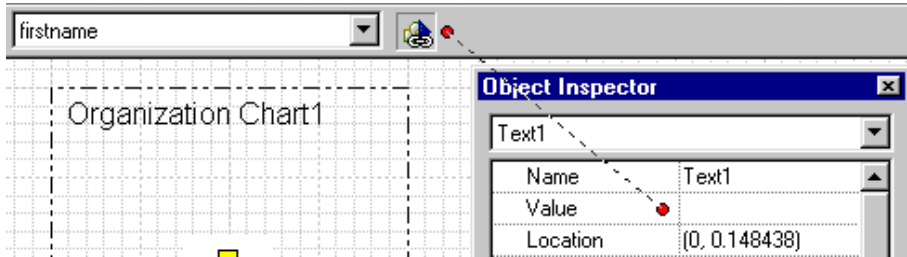 firstname
Organization Chart1
Object Inspector
Text1
Name Text1
Value
Location (0, 0.148438)